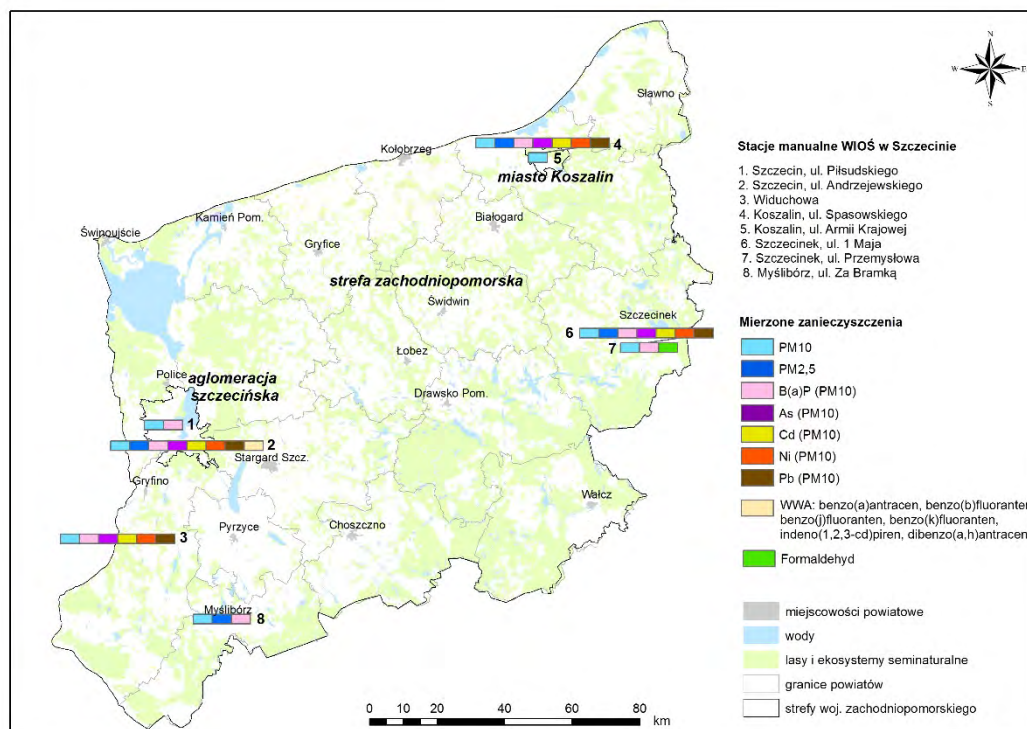 N
W
E
S
Sławno
4
Kołobrzeg
5
miasto Koszalin
Kamień Pom.
Białogard
Świnoujście
Gryfice
strefa zachodniopomorska
Świdwin
Szczecinek
6
7
Łobez
Police
aglomeracja
szczecińska
Drawsko Pom.
1
2
Stargard Szcz.
Gryfino
Wałcz
Pyrzyce
Choszczno
3
Myślibórz
8
0 10 20 40 60 80
km
Stacje manualne WIOŚ w Szczecinie
1. Szczecin, ul. Piłsudskiego
2. Szczecin, ul. Andrzejewskiego
3. Widuchowa
4. Koszalin, ul. Spasowskiego
5. Koszalin, ul. Armii Krajowej
6. Szczecinek, ul. 1 Maja
7. Szczecinek, ul. Przemysłowa
8. Myślibórz, ul. Za Bramką
Mierzone zanieczyszczenia
PM10
PM2,5
B(a)P (PM10)
As (PM10)
Cd (PM10)
Ni (PM10)
Pb (PM10)
WWA: benzo(a)antracen, benzo(b)fluoranten
benzo(j)fluoranten, benzo(k)fluoranten,
indeno(1,2,3-cd)piren, dibenzo(a,h)antracen
Formaldehyd
miejscowości powiatowe
wody
lasy i ekosystemy seminaturalne
granice powiatów
strefy woj. zachodniopomorskiego